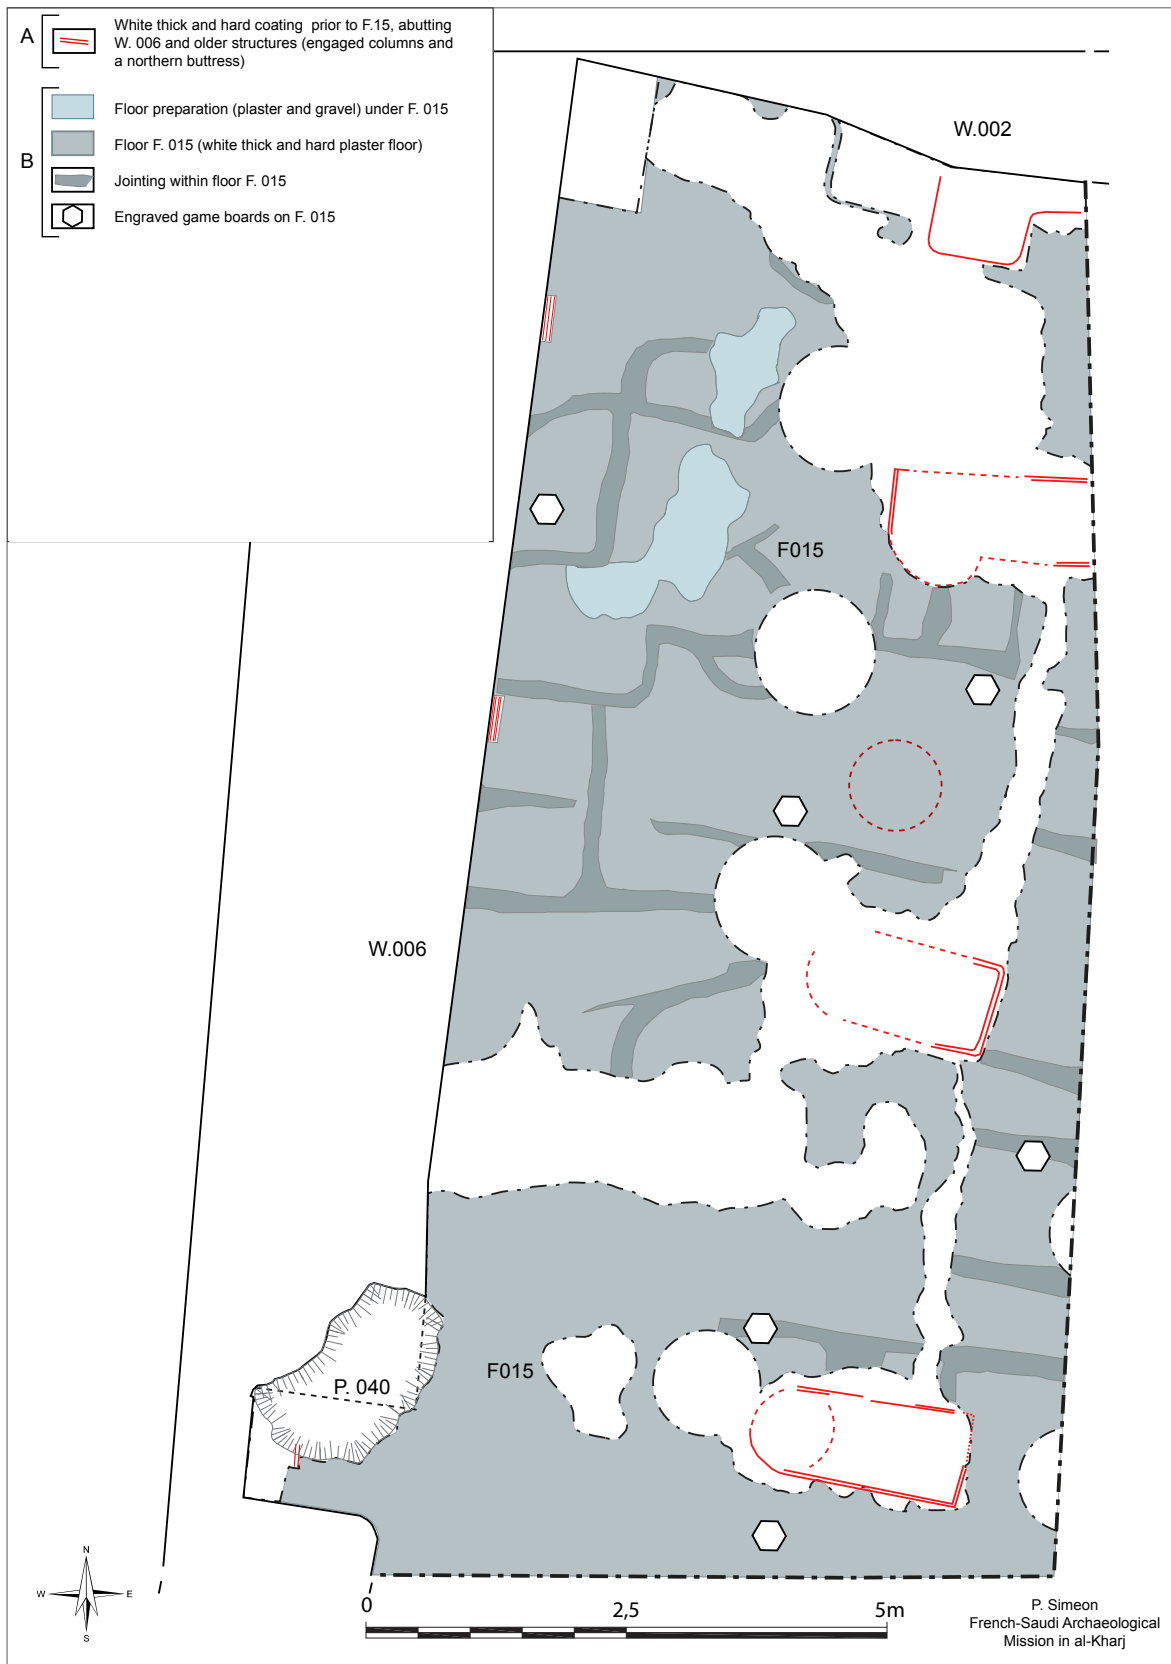 A
White thick and hard coating prior to F.15, abutting
W. 006 and older structures (engaged columns and
a northern buttress)
B
Floor preparation (plaster and gravel) under F. 015
Floor F. 015 (white thick and hard plaster floor)
Jointing within floor F. 015
Engraved game boards on F. 015
W.002
F015
W.006
F015
P. 040
N
W E
S
0 2,5 5m
P. Simeon
French-Saudi Archaeological
Mission in al-Kharj